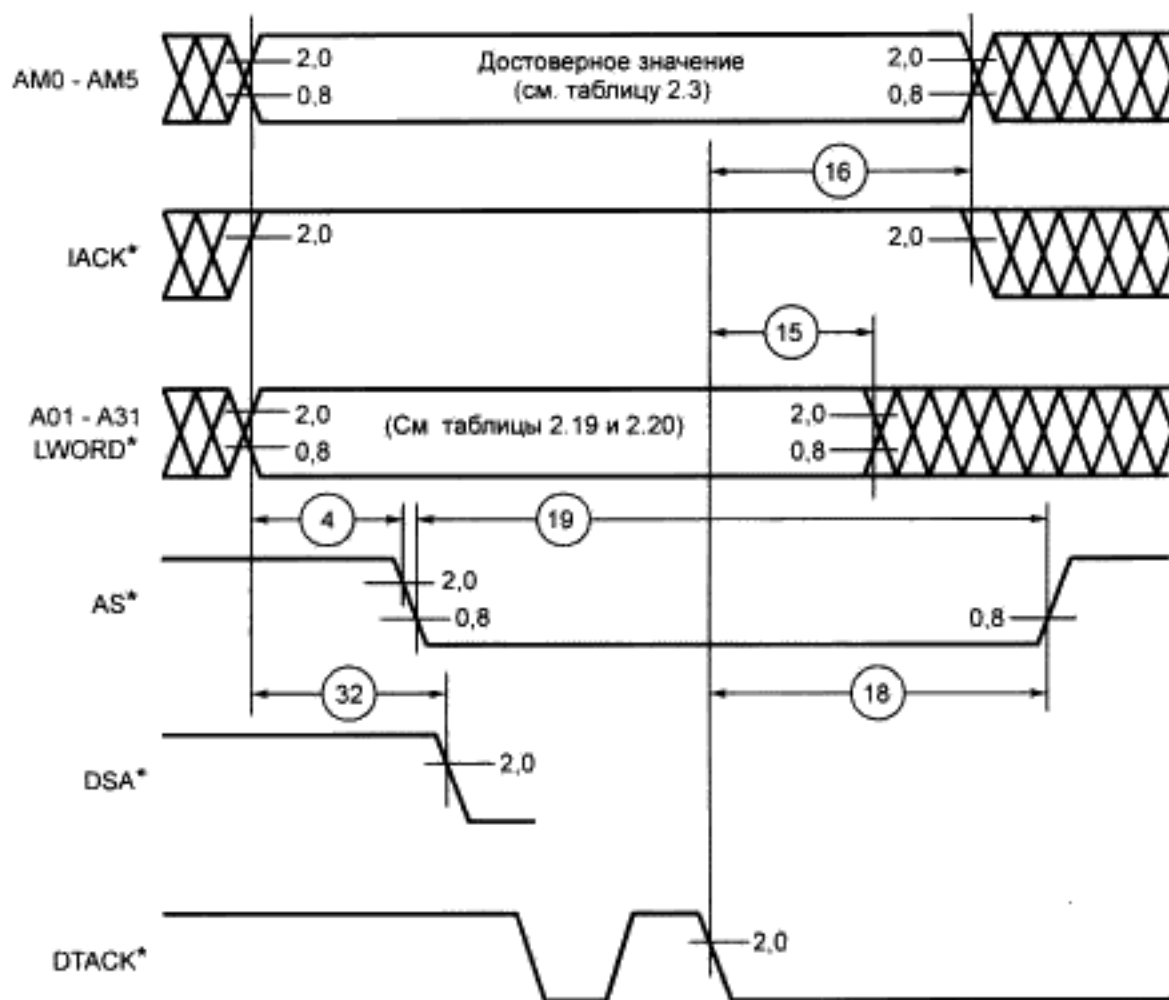 AM0 - AM5
2,0
0,8
Достоверное значение
(см. таблицу 2.3)
2,0
0,8
16
IACK*
2,0
2,0
15
A01 - A31
LWORD*
2,0
0,8
(См таблицы 2.19 и 2.20)
2,0
0,8
4
19
AS*
2,0
0,8
0,8
32
18
DSA*
2,0
DTACK*
2,0